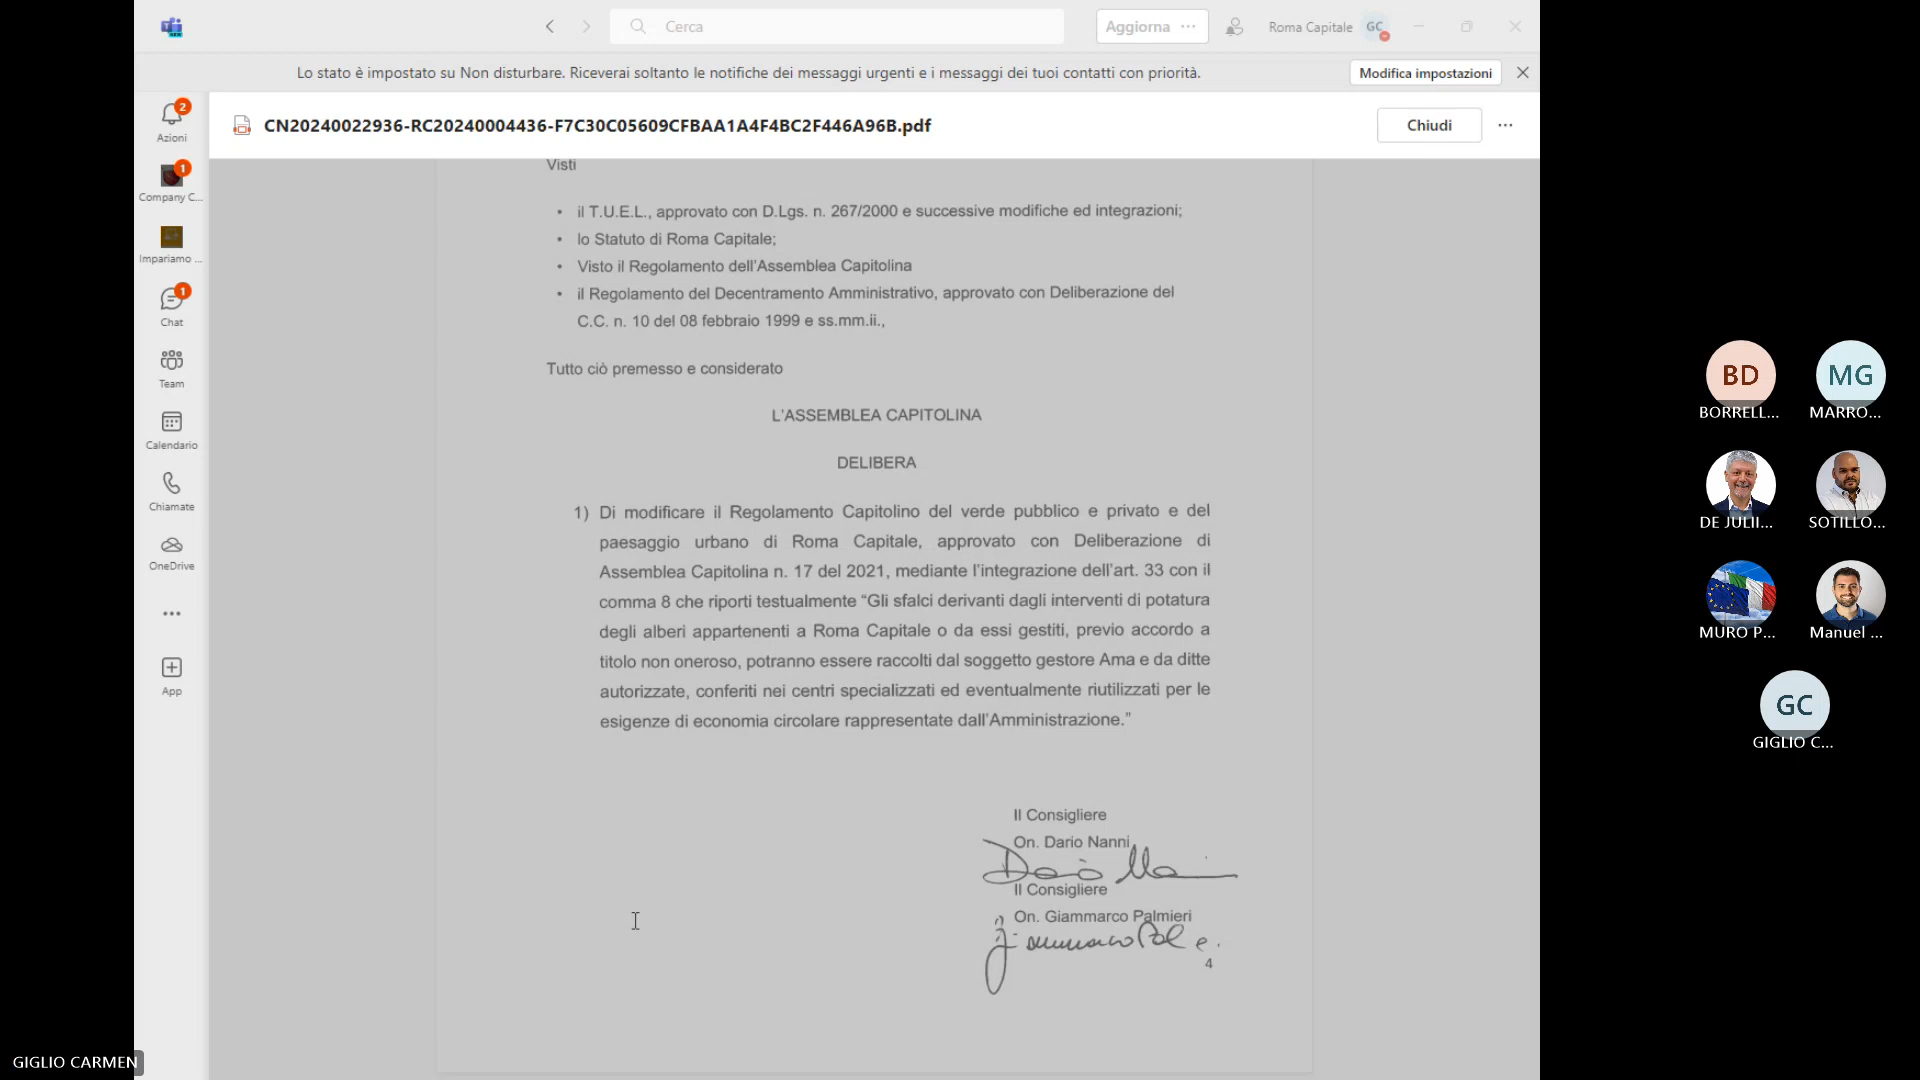 Cerca
Aggiorna
Roma Capitale
GC
Lo stato è impostato su Non disturbare. Riceverai soltanto le notifiche dei messaggi urgenti e i messaggi dei tuoi contatti con priorità.
Modifica impostazioni
2
Azioni
1
Company C...
Impariamo ...
1
Chat
Team
Calendario
Chiamate
OneDrive
App
CN20240022936-RC20240004436-F7C30C05609CFBAA1A4F4BC2F446A96B.pdf
Chiudi
Visti
• il T.U.E.L., approvato con D.Lgs. n. 267/2000 e successive modifiche ed integrazioni;
• lo Statuto di Roma Capitale;
• Visto il Regolamento dell'Assemblea Capitolina
• il Regolamento del Decentramento Amministrativo, approvato con Deliberazione del
C.C. n. 10 del 08 febbraio 1999 e ss.mm.ii.,
Tutto ciò premesso e considerato
L'ASSEMBLEA CAPITOLINA
DELIBERA
1) Di modificare il Regolamento Capitolino del verde pubblico e privato e del
paesaggio urbano di Roma Capitale, approvato con Deliberazione di
Assemblea Capitolina n. 17 del 2021, mediante l'integrazione dell'art. 33 con il
comma 8 che riporti testualmente “Gli sfalci derivanti dagli interventi di potatura
degli alberi appartenenti a Roma Capitale o da essi gestiti, previo accordo a
titolo non oneroso, potranno essere raccolti dal soggetto gestore Ama e da ditte
autorizzate, conferiti nei centri specializzati ed eventualmente riutilizzati per le
esigenze di economia circolare rappresentate dall'Amministrazione.”
Il Consigliere
On. Dario Nanni
Il Consigliere
On. Giammarco Palmieri
4
BD
BORRELL...
MG
MARRO...
DE JULII...
SOTILLO...
MURO P...
Manuel ...
GC
GIGLIO C...
GIGLIO CARMEN